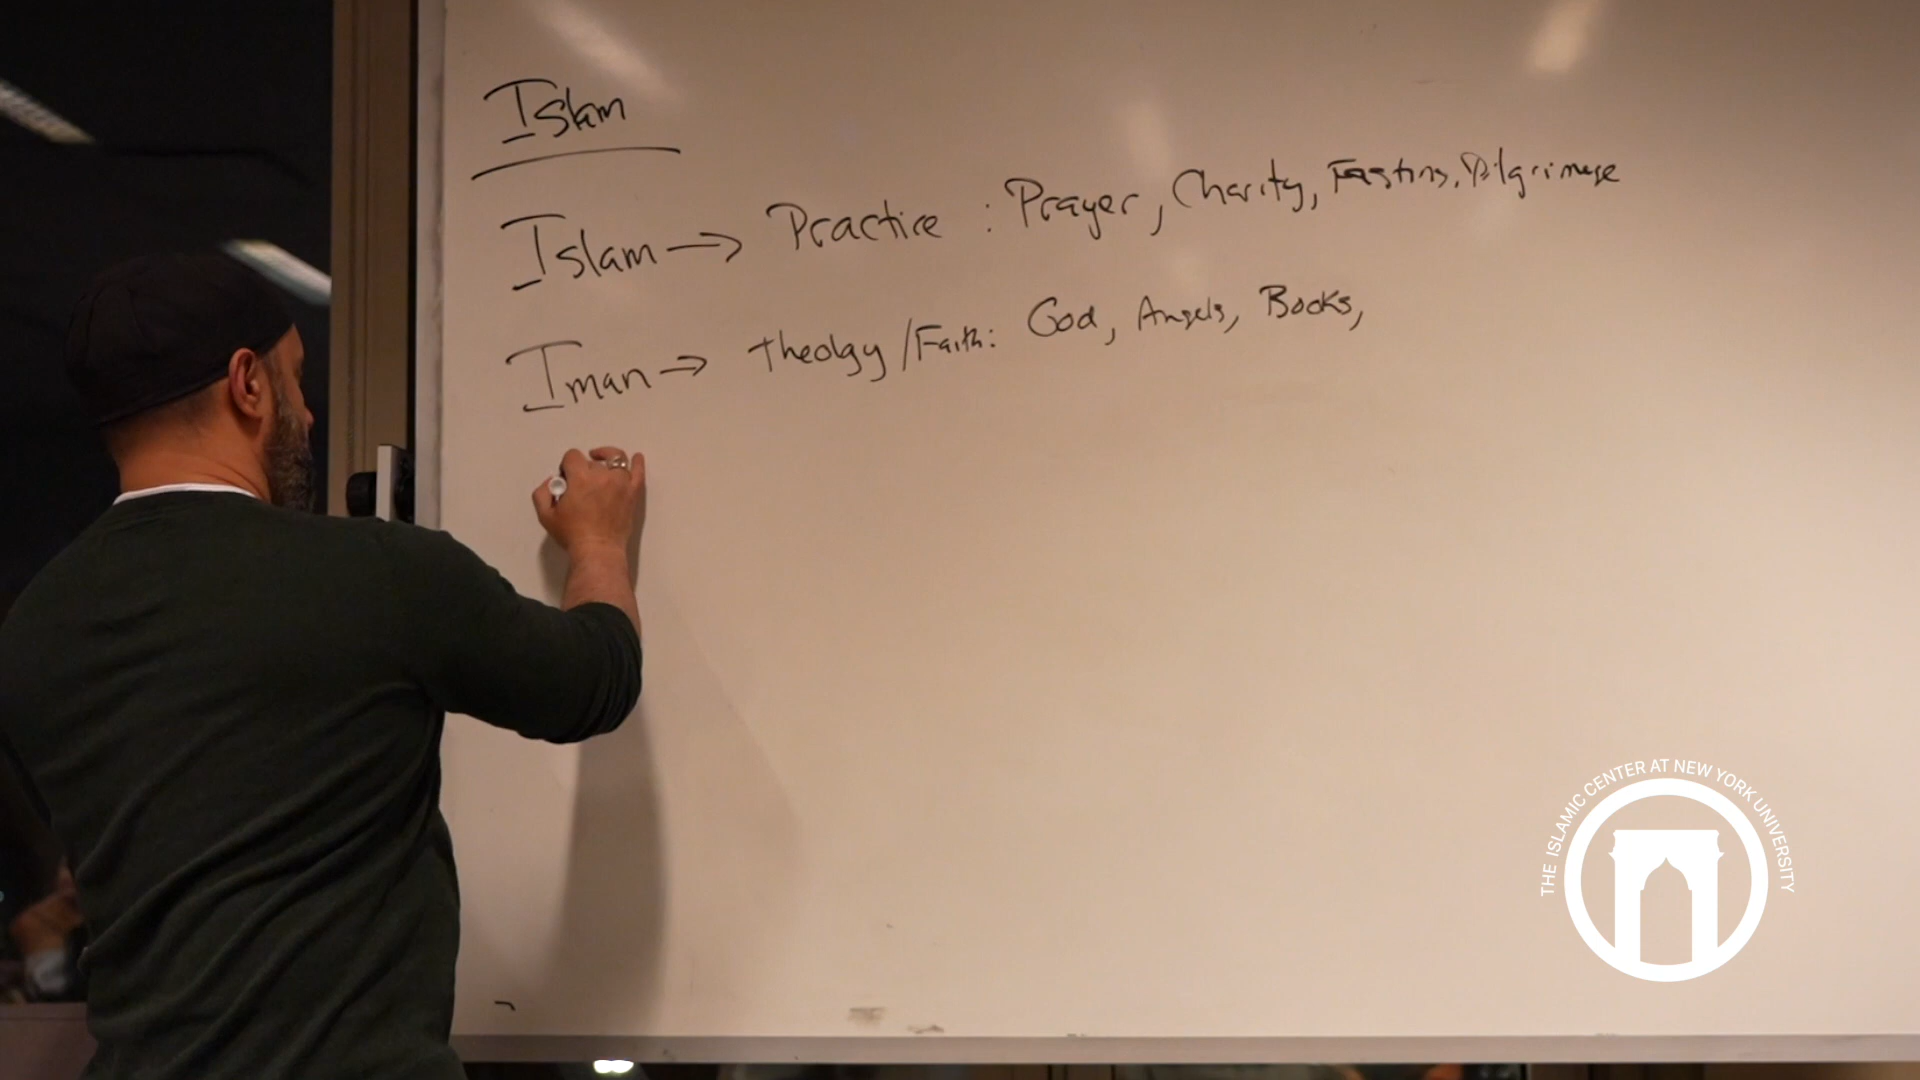 Islam
Islam → Practice : Prayer, Charity, Fasting, Pilgrimage
Iman → theolgy / Faith: God, Angels, Books,
THE ISLAMIC CENTER AT NEW YORK UNIVERSITY